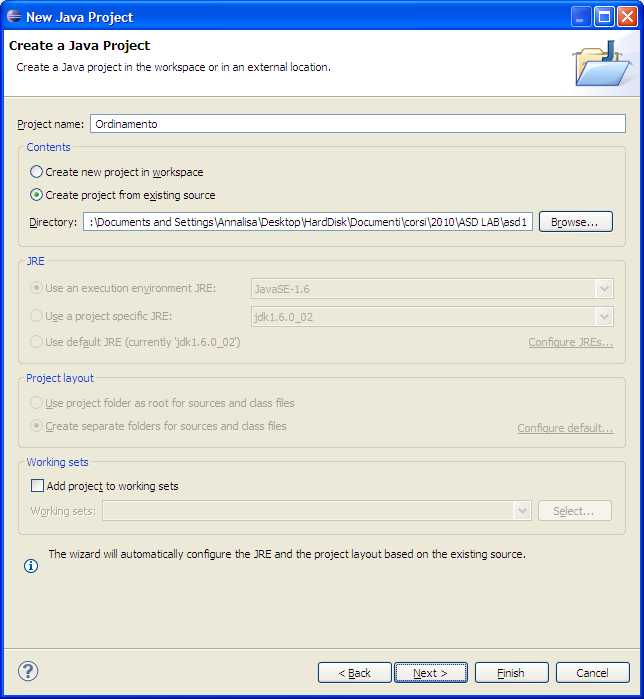 New Java Project
Create a Java Project
Create a Java project in the workspace or in an external location.
Project name: Ordinamento
Contents
Create new project in workspace
Create project from existing source
Directory: :\Documents and Settings\Annalisa\Desktop\HardDisk\Documenti\corsi\2010\ASD LAB\asd1 Browse...
JRE
Use an execution environment JRE: JavaSE-1.6
Use a project specific JRE: jdk1.6.0_02
Use default JRE (currently 'jdk1.6.0_02') Configure JREs...
Project layout
Use project folder as root for sources and class files
Create separate folders for sources and class files Configure default...
Working sets
Add project to working sets
Working sets: Select...
The wizard will automatically configure the JRE and the project layout based on the existing source.
? < Back Next > Finish Cancel